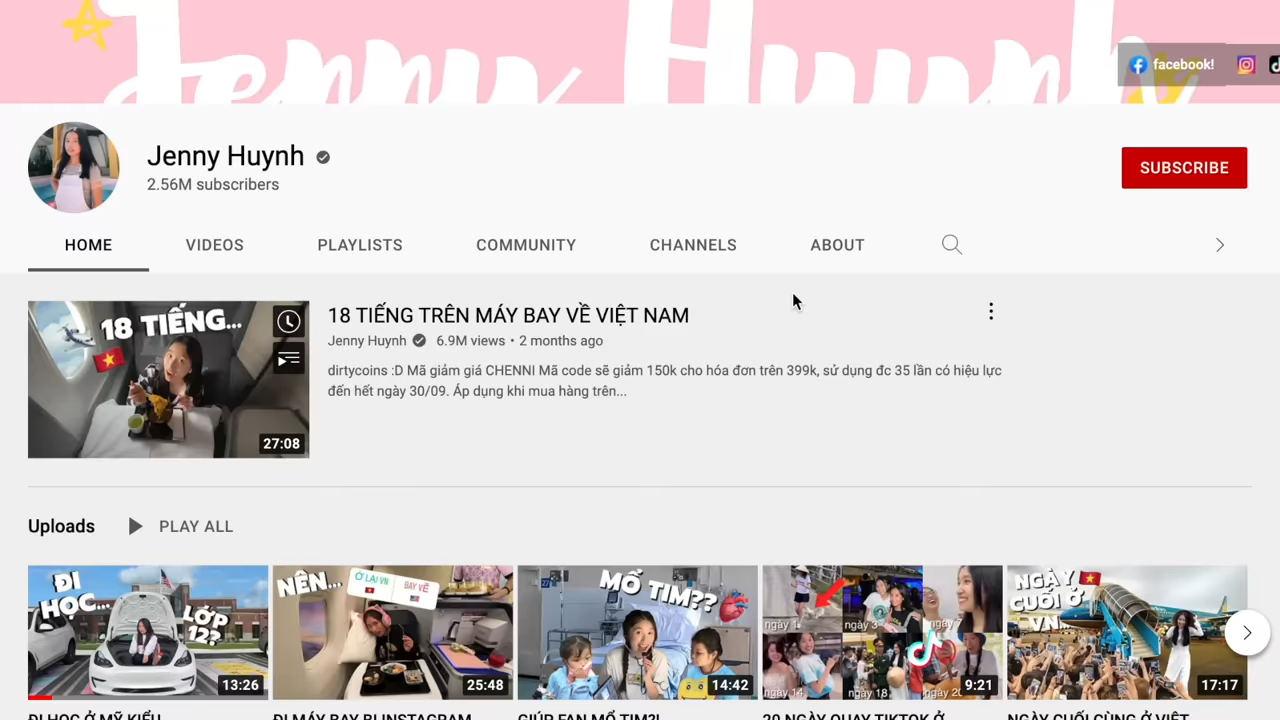 Jenny Huynh
facebook!
Jenny Huynh
2.56M subscribers
SUBSCRIBE
HOME
VIDEOS
PLAYLISTS
COMMUNITY
CHANNELS
ABOUT
18 TIẾNG...
27:08
18 TIẾNG TRÊN MÁY BAY VỀ VIỆT NAM
Jenny Huynh 6.9M views • 2 months ago
dirtycoins :D Mã giảm giá CHENNI Mã code sẽ giảm 150k cho hóa đơn trên 399k, sử dụng đc 35 lần có hiệu lực
đến hết ngày 30/09. Áp dụng khi mua hàng trên...
Uploads
PLAY ALL
ĐI
HỌC...
LỚP
12?
13:26
NÊN...
Ở LẠI VN
BAY VỀ
25:48
MỔ TIM??
14:42
ngày 1
ngày 3
ngày 7
ngày 14
ngày 18
ngày 20
9:21
NGÀY
CUỐI Ở
VN..
17:17
ĐI HỌC Ở MỸ KIỂU
ĐI MÁY BAY BỊ INSTAGRAM
GIÚP FAN MỔ TIM?!
20 NGÀY QUAY TIKTOK Ở
NGÀY CUỐI CÙNG Ở VIỆT